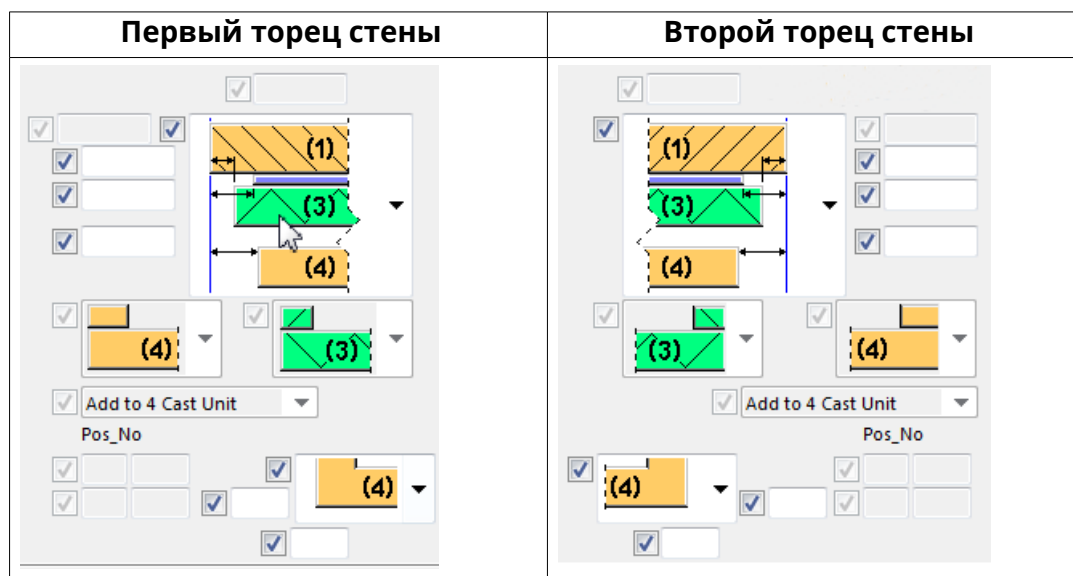 Первый торец стены
Второй торец стены
(1)
(3)
(4)
(4)
(3)
Add to 4 Cast Unit
Pos_No
(4)
(1)
(3)
(4)
(3)
(4)
Add to 4 Cast Unit
Pos_No
(4)